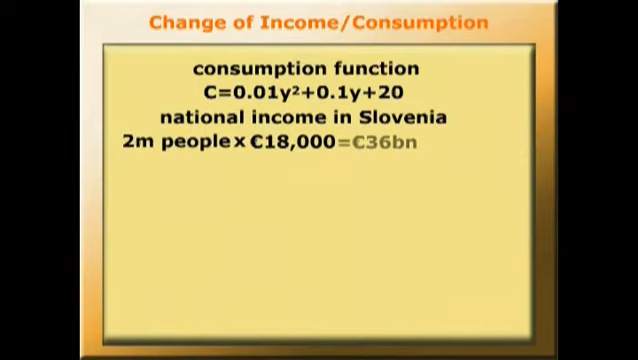 Change of Income/Consumption
consumption function
C=0.01y²+0.1y+20
national income in Slovenia
2m people x €18,000=€36bn